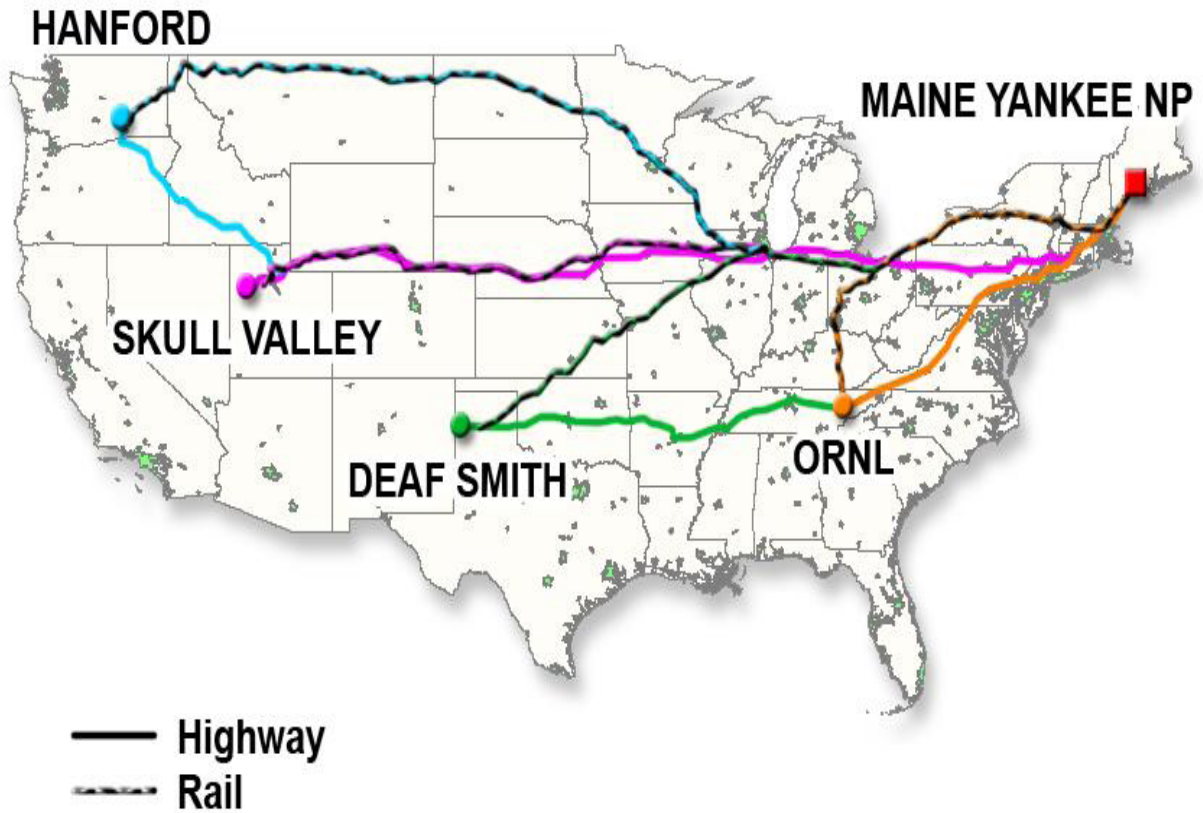 HANFORD
MAINE YANKEE NP
SKULL VALLEY
DEAF SMITH
ORNL
Highway
Rail